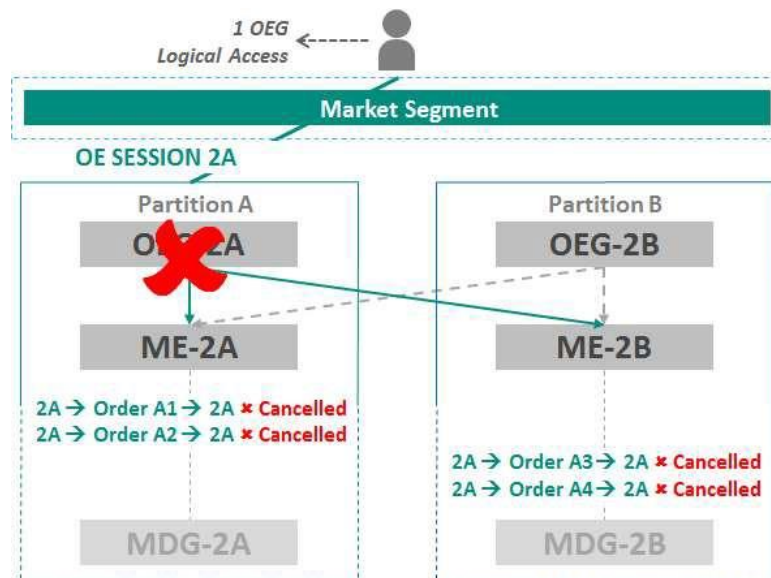 1 OEG
Logical Access
Market Segment
OE SESSION 2A
Partition A
Partition B
2A
OEG-2B
ME-2A
ME-2B
2A → Order A1 → 2A ✖ Cancelled
2A → Order A2 → 2A ✖ Cancelled
2A → Order A3 → 2A ✖ Cancelled
2A → Order A4 → 2A ✖ Cancelled
MDG-2A
MDG-2B